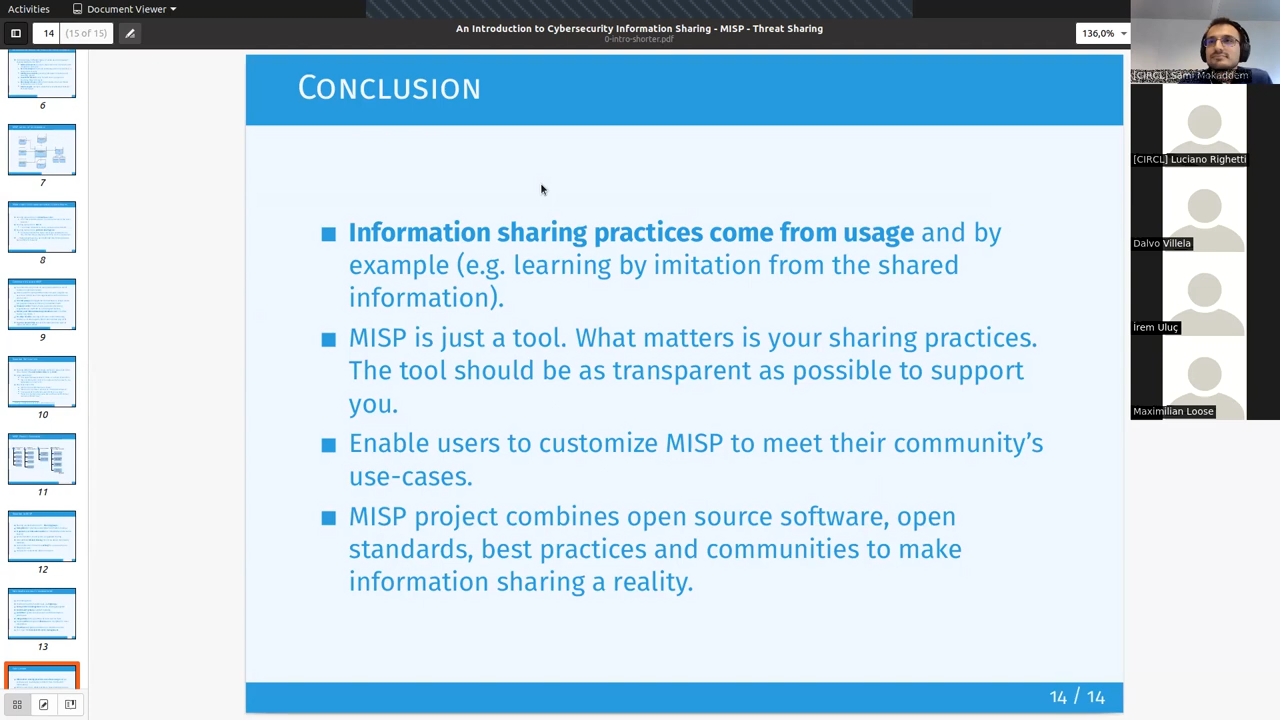 Activities
Document Viewer
14
(15 of 15)
An Introduction to Cybersecurity Information Sharing - MISP - Threat Sharing
0-intro-shorter.pdf
136,0%
6
7
8
9
10
11
12
13
Conclusion
Information sharing practices come from usage and by
example (e.g. learning by imitation from the shared
information).
MISP is just a tool. What matters is your sharing practices.
The tool should be as transparent as possible to support
you.
Enable users to customize MISP to meet their community’s
use-cases.
MISP project combines open source software, open
standards, best practices and communities to make
information sharing a reality.
14 / 14
[CIRCL] Sami Mokaddem
[CIRCL] Luciano Righetti
Dalvo Villela
İrem Uluç
Maximilian Loose